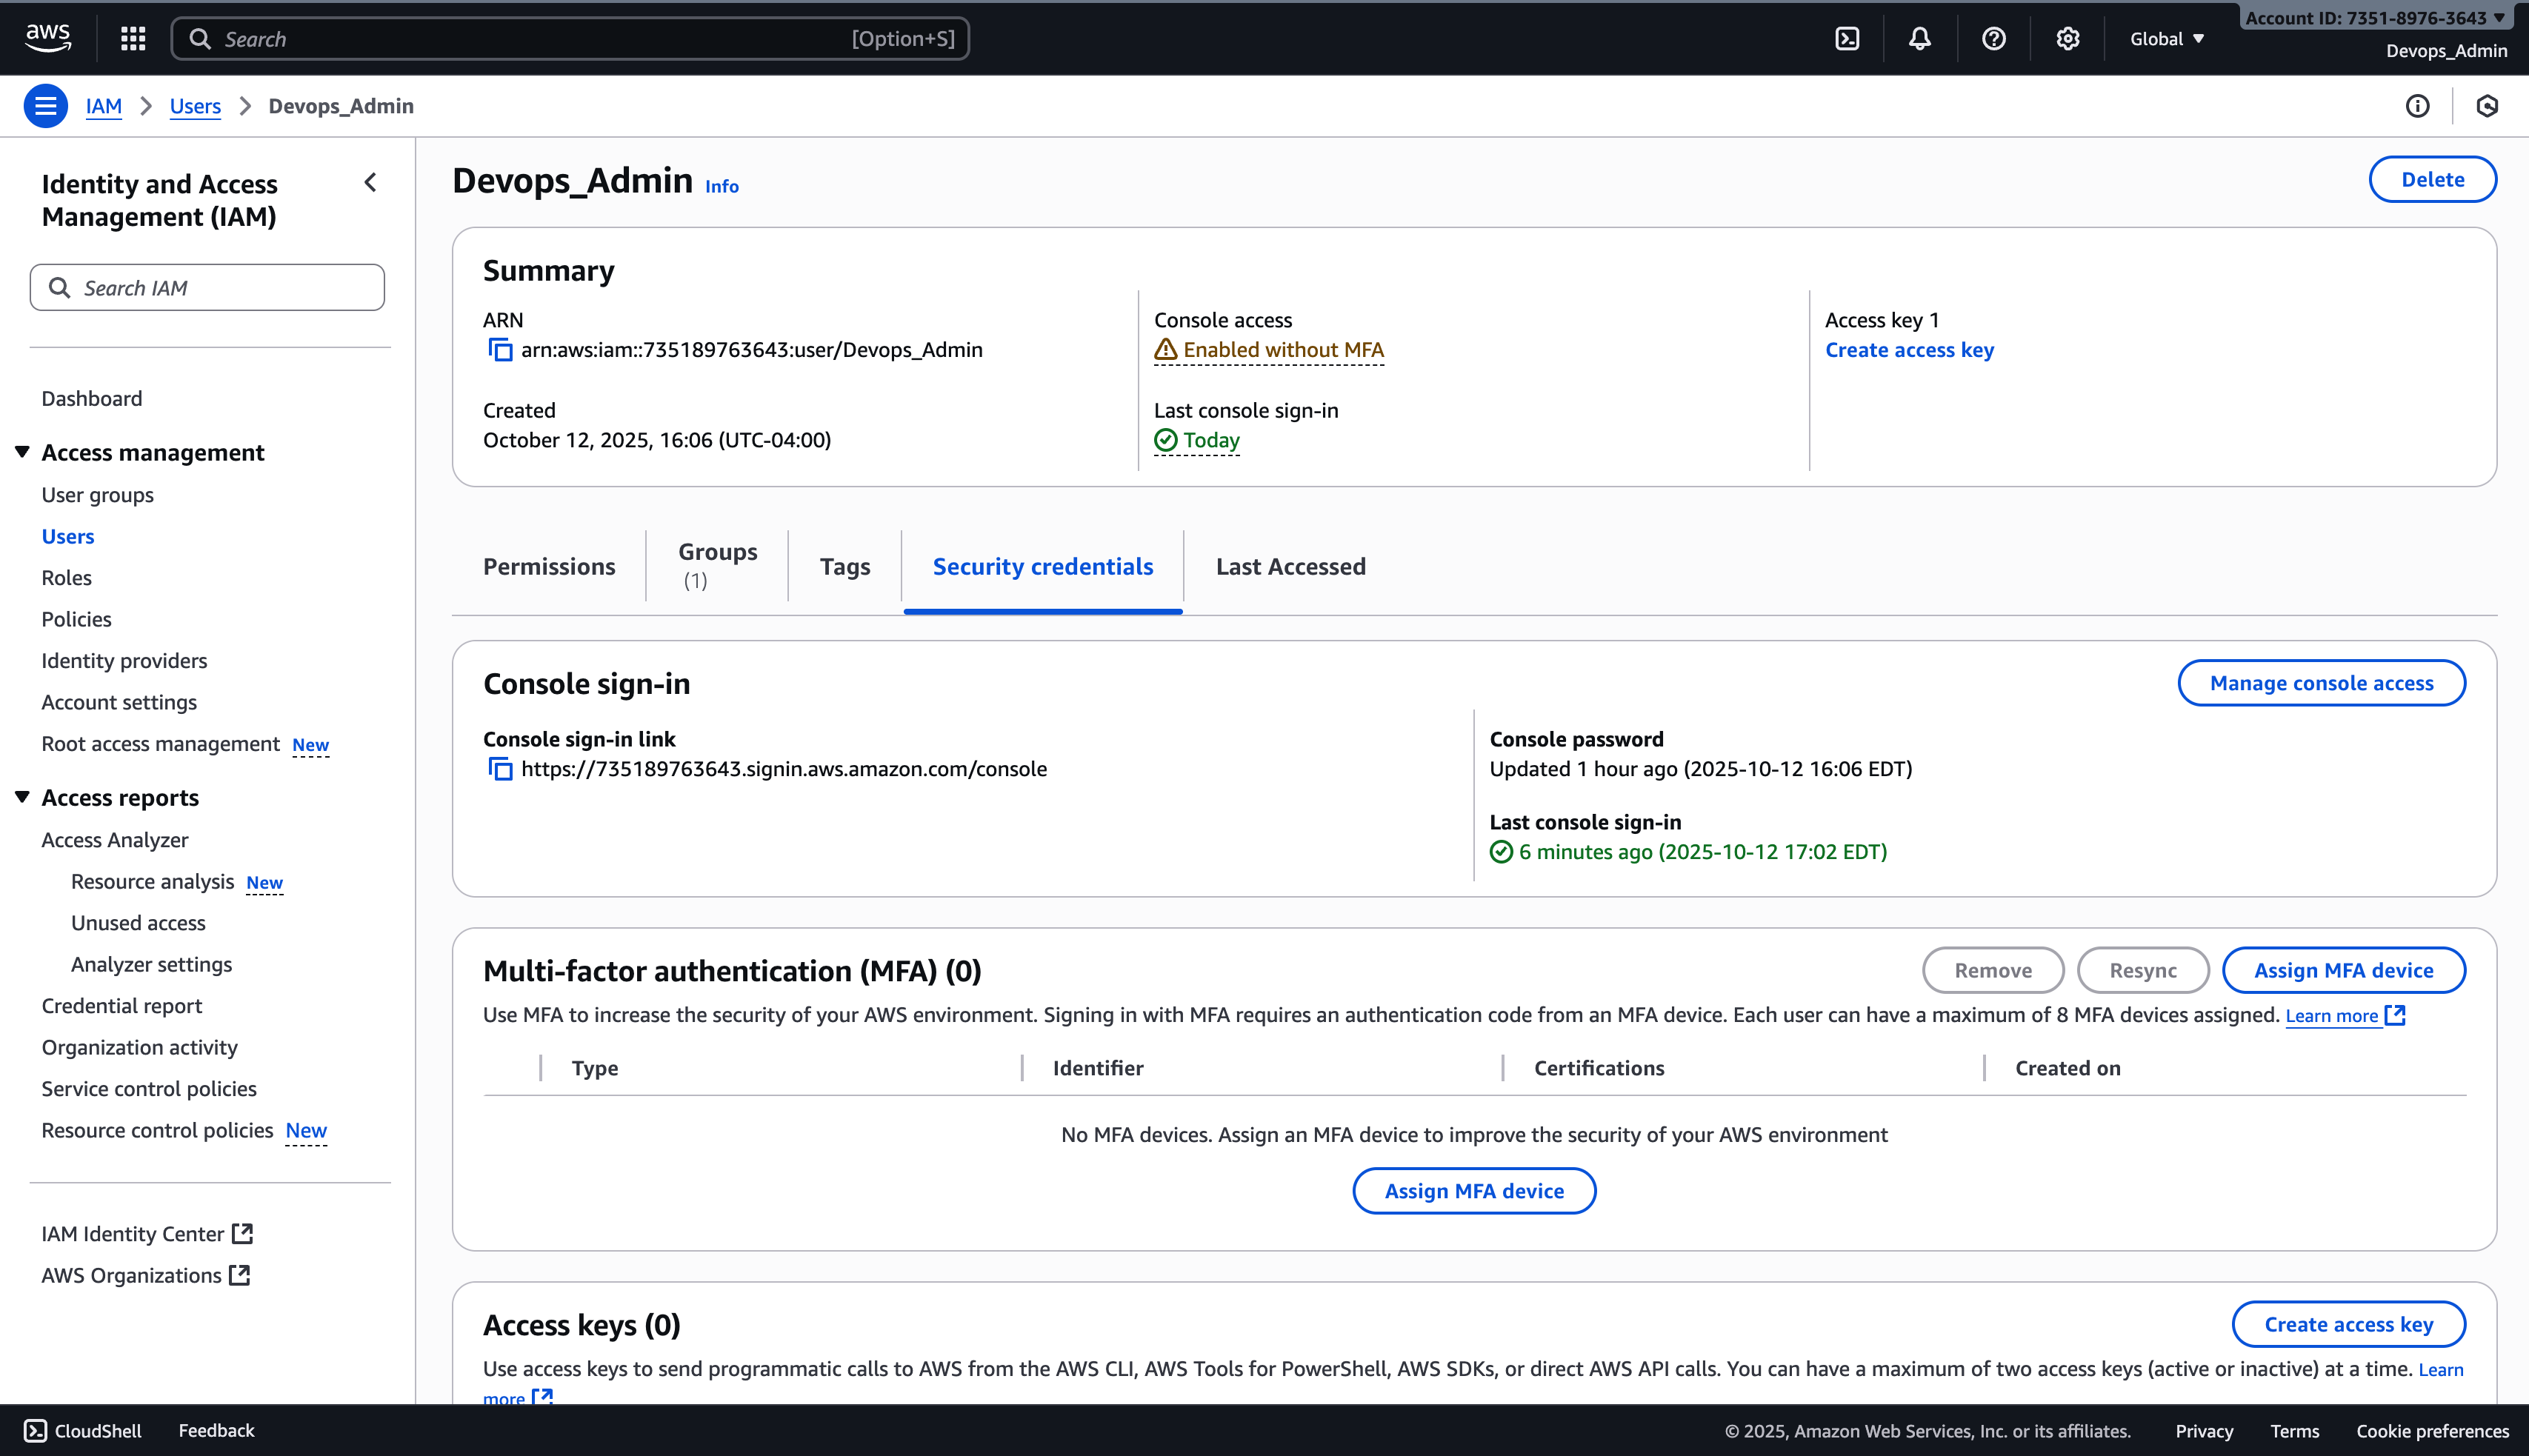 aws
Search [Option+S]
Global
Account ID: 7351-8976-3643
Devops_Admin
IAM
Users
Devops_Admin
Identity and Access
Management (IAM)
Search IAM
Dashboard
Access management
User groups
Users
Roles
Policies
Identity providers
Account settings
Root access management New
Access reports
Access Analyzer
Resource analysis New
Unused access
Analyzer settings
Credential report
Organization activity
Service control policies
Resource control policies New
IAM Identity Center
AWS Organizations
Devops_Admin Info
Delete
Summary
ARN
arn:aws:iam::735189763643:user/Devops_Admin
Created
October 12, 2025, 16:06 (UTC-04:00)
Console access
Enabled without MFA
Last console sign-in
Today
Access key 1
Create access key
Permissions
Groups
(1)
Tags
Security credentials
Last Accessed
Console sign-in
Manage console access
Console sign-in link
https://735189763643.signin.aws.amazon.com/console
Console password
Updated 1 hour ago (2025-10-12 16:06 EDT)
Last console sign-in
6 minutes ago (2025-10-12 17:02 EDT)
Multi-factor authentication (MFA) (0)
Remove
Resync
Assign MFA device
Use MFA to increase the security of your AWS environment. Signing in with MFA requires an authentication code from an MFA device. Each user can have a maximum of 8 MFA devices assigned. Learn more
Type
Identifier
Certifications
Created on
No MFA devices. Assign an MFA device to improve the security of your AWS environment
Assign MFA device
Access keys (0)
Create access key
Use access keys to send programmatic calls to AWS from the AWS CLI, AWS Tools for PowerShell, AWS SDKs, or direct AWS API calls. You can have a maximum of two access keys (active or inactive) at a time. Learn
more
CloudShell
Feedback
© 2025, Amazon Web Services, Inc. or its affiliates.
Privacy
Terms
Cookie preferences